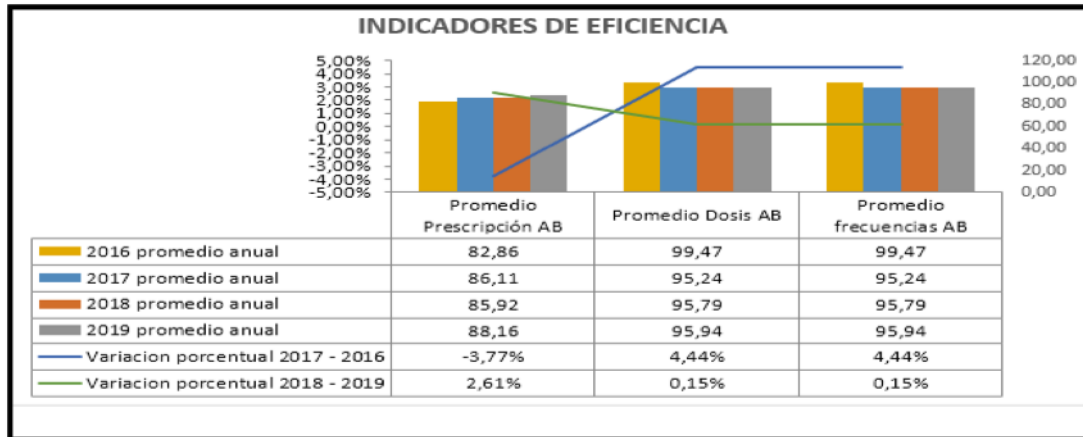 INDICADORES DE EFICIENCIA
5,00%
4,00%
3,00%
2,00%
1,00%
0,00%
-1,00%
-2,00%
-3,00%
-4,00%
-5,00%
120,00
100,00
80,00
60,00
40,00
20,00
0,00
Promedio Prescripción AB Promedio Dosis AB Promedio frecuencias AB
2016 promedio anual 82,86 99,47 99,47
2017 promedio anual 86,11 95,24 95,24
2018 promedio anual 85,92 95,79 95,79
2019 promedio anual 88,16 95,94 95,94
Variacion porcentual 2017 - 2016 -3,77% 4,44% 4,44%
Variacion porcentual 2018 - 2019 2,61% 0,15% 0,15%